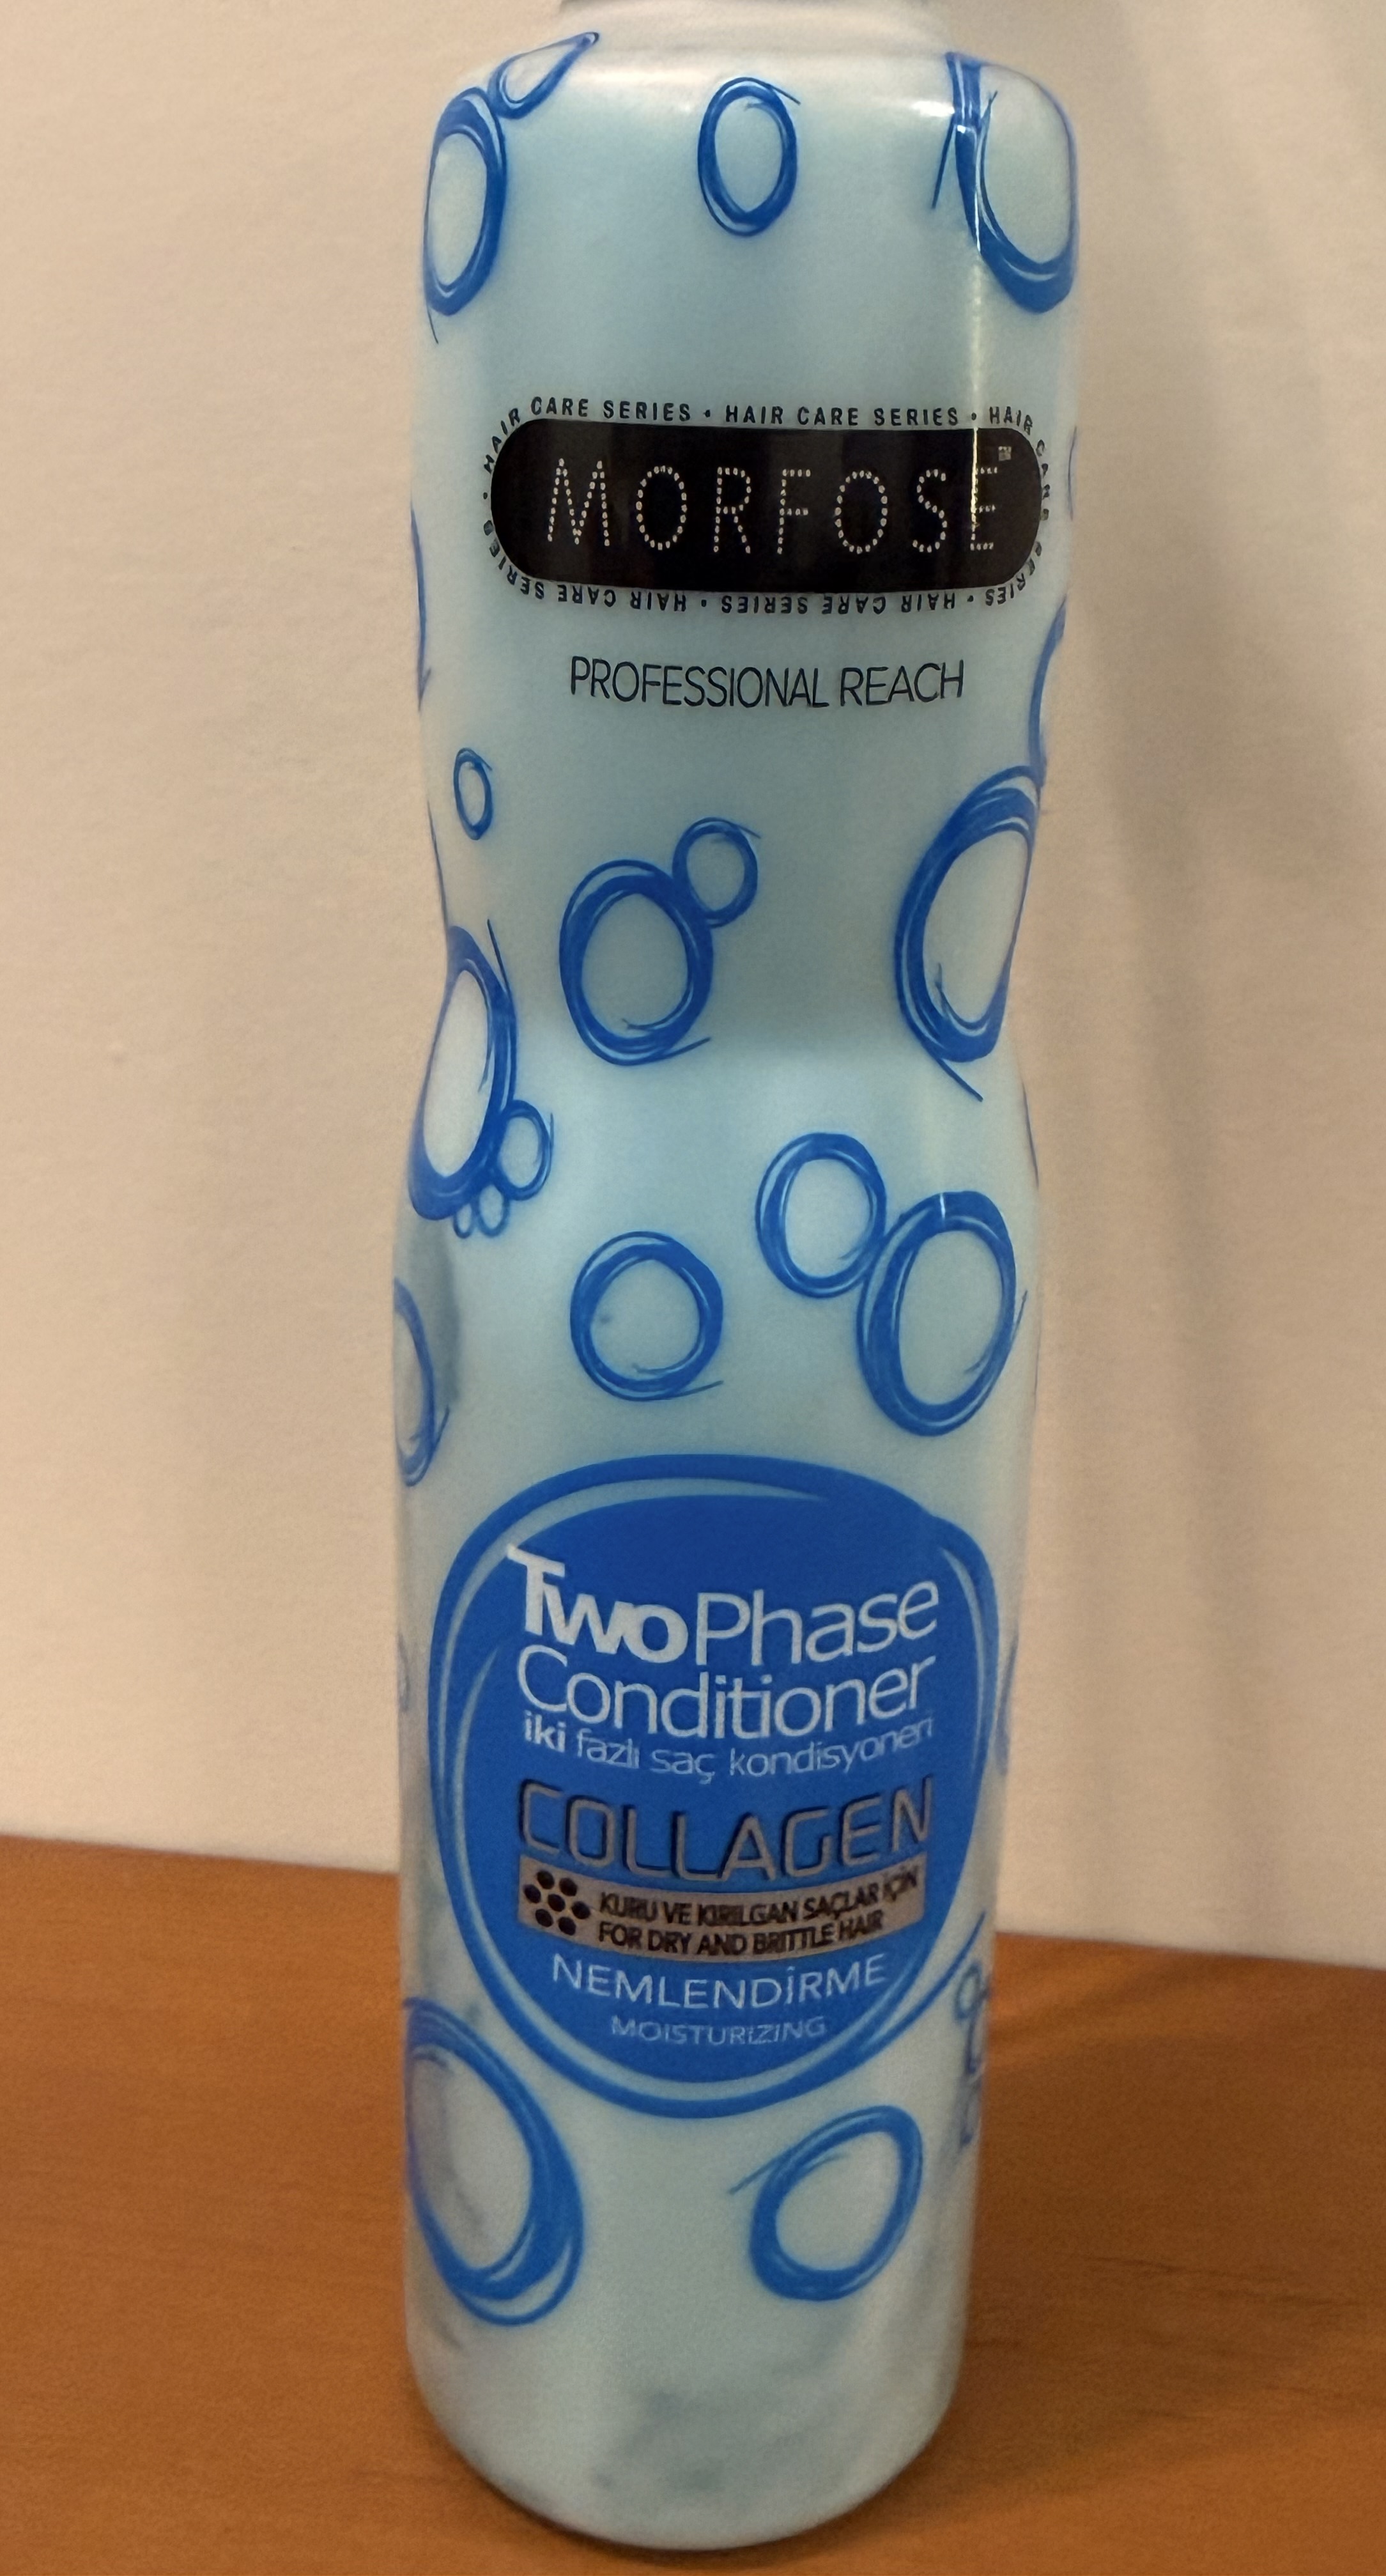 HAIR CARE SERIES • HAIR CARE SERIES • HAIR CARE SERIES • HAIR CARE SERIES • HAIR CARE SERIES •
MORFOSE
PROFESSIONAL REACH
TwoPhase
Conditioner
iki fazlı saç kondisyoneri
COLLAGEN
KURU VE KIRILGAN SAÇLAR İÇİN
FOR DRY AND BRITTLE HAIR
NEMLENDİRME
MOISTURIZING